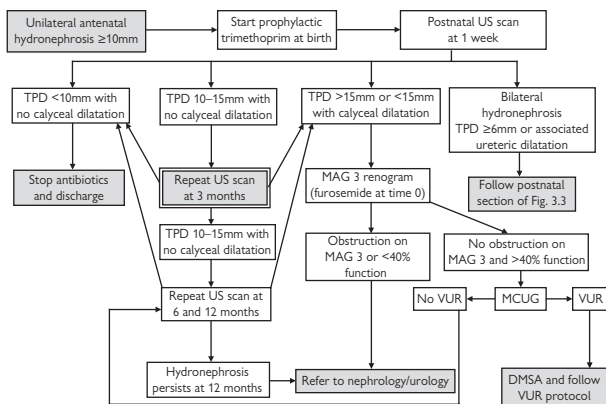 Unilateral antenatal
hydronephrosis ≥10mm
Start prophylactic
trimethoprim at birth
Postnatal US scan
at 1 week
TPD <10mm with
no calyceal dilatation
TPD 10–15mm with
no calyceal dilatation
TPD >15mm or <15mm
with calyceal dilatation
Bilateral
hydronephrosis
TPD ≥6mm or associated
ureteric dilatation
Stop antibiotics
and discharge
Repeat US scan
at 3 months
MAG 3 renogram
(furosemide at time 0)
Follow postnatal
section of Fig. 3.3
TPD 10–15mm with
no calyceal dilatation
Obstruction on
MAG 3 or <40%
function
No obstruction on
MAG 3 and >40% function
Repeat US scan at
6 and 12 months
No VUR
MCUG
VUR
Hydronephrosis
persists at 12 months
Refer to nephrology/urology
DMSA and follow
VUR protocol